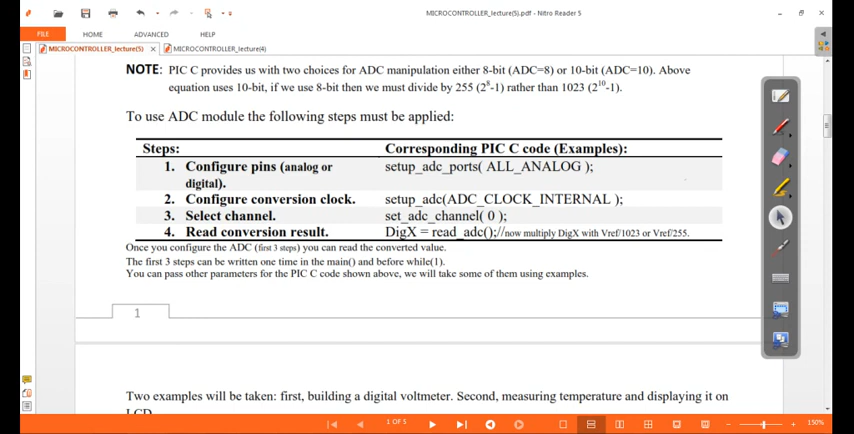 MICROCONTROLLER_lecture(5).pdf - Nitro Reader 5
FILE HOME ADVANCED HELP
MICROCONTROLLER_lecture(5) × MICROCONTROLLER_lecture(4)
NOTE: PIC C provides us with two choices for ADC manipulation either 8-bit (ADC=8) or 10-bit (ADC=10). Above
equation uses 10-bit, if we use 8-bit then we must divide by 255 (2⁸-1) rather than 1023 (2¹⁰-1).
To use ADC module the following steps must be applied:
Steps: Corresponding PIC C code (Examples):
1. Configure pins (analog or setup_adc_ports( ALL_ANALOG );
digital).
2. Configure conversion clock. setup_adc(ADC_CLOCK_INTERNAL );
3. Select channel. set_adc_channel( 0 );
4. Read conversion result. DigX = read_adc();//now multiply DigX with Vref/1023 or Vref/255.
Once you configure the ADC (first 3 steps) you can read the converted value.
The first 3 steps can be written one time in the main() and before while(1).
You can pass other parameters for the PIC C code shown above, we will take some of them using examples.
1
Two examples will be taken: first, building a digital voltmeter. Second, measuring temperature and displaying it on
LCD.
1 OF 5
150%